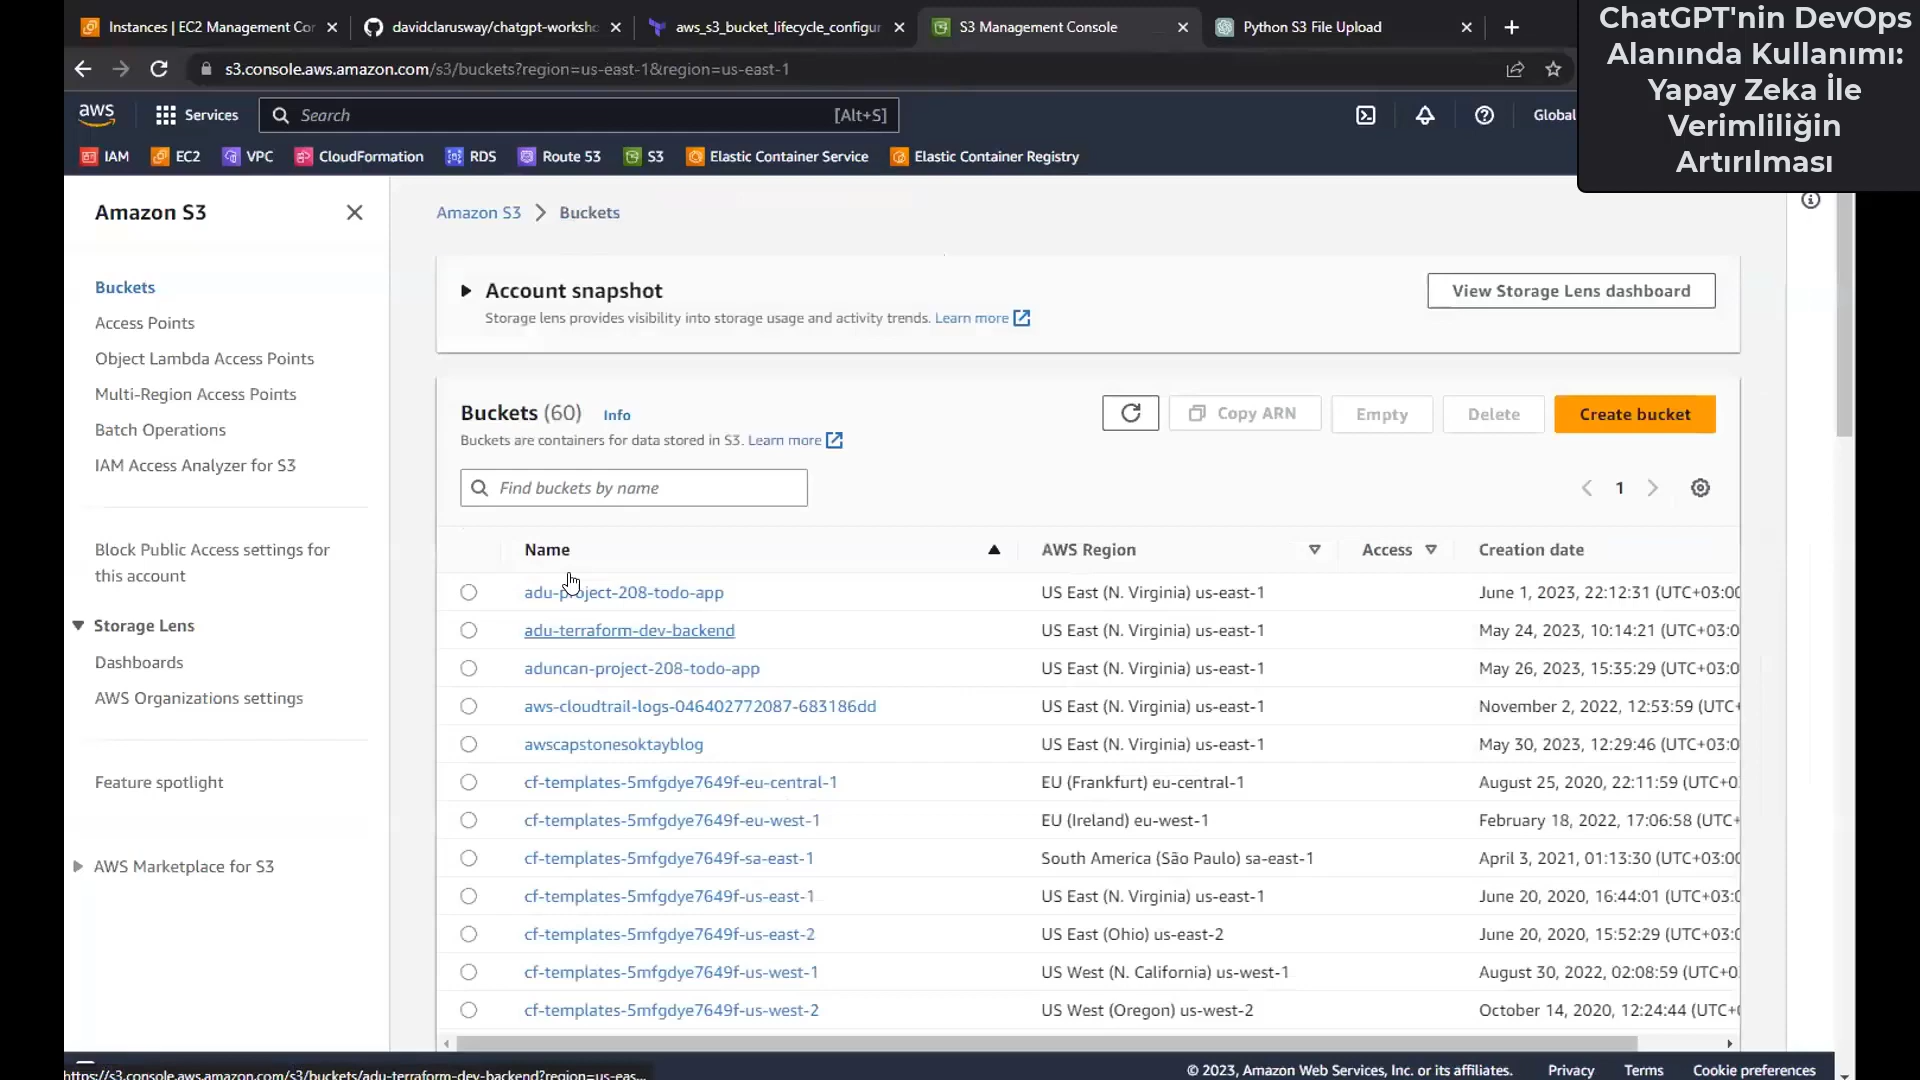 Instances | EC2 Management Cor
davidclarusway/chatgpt-worksho
aws_s3_bucket_lifecycle_configur
S3 Management Console
Python S3 File Upload
ChatGPT'nin DevOps
Alanında Kullanımı:
Yapay Zeka İle
Verimliliğin
Artırılması
s3.console.aws.amazon.com/s3/buckets?region=us-east-1&region=us-east-1
aws
Services
Search
[Alt+S]
Global
IAM
EC2
VPC
CloudFormation
RDS
Route 53
S3
Elastic Container Service
Elastic Container Registry
Amazon S3
Buckets
Access Points
Object Lambda Access Points
Multi-Region Access Points
Batch Operations
IAM Access Analyzer for S3
Block Public Access settings for
this account
Storage Lens
Dashboards
AWS Organizations settings
Feature spotlight
AWS Marketplace for S3
Amazon S3 > Buckets
Account snapshot
Storage lens provides visibility into storage usage and activity trends. Learn more
View Storage Lens dashboard
Buckets (60) Info
Buckets are containers for data stored in S3. Learn more
Copy ARN
Empty
Delete
Create bucket
Find buckets by name
1
Name AWS Region Access Creation date
adu-project-208-todo-app US East (N. Virginia) us-east-1 June 1, 2023, 22:12:31 (UTC+03:00
adu-terraform-dev-backend US East (N. Virginia) us-east-1 May 24, 2023, 10:14:21 (UTC+03:0
aduncan-project-208-todo-app US East (N. Virginia) us-east-1 May 26, 2023, 15:35:29 (UTC+03:0
aws-cloudtrail-logs-046402772087-683186dd US East (N. Virginia) us-east-1 November 2, 2022, 12:53:59 (UTC+
awscapstonesoktayblog US East (N. Virginia) us-east-1 May 30, 2023, 12:29:46 (UTC+03:0
cf-templates-5mfgdye7649f-eu-central-1 EU (Frankfurt) eu-central-1 August 25, 2020, 22:11:59 (UTC+0
cf-templates-5mfgdye7649f-eu-west-1 EU (Ireland) eu-west-1 February 18, 2022, 17:06:58 (UTC+
cf-templates-5mfgdye7649f-sa-east-1 South America (São Paulo) sa-east-1 April 3, 2021, 01:13:30 (UTC+03:00
cf-templates-5mfgdye7649f-us-east-1 US East (N. Virginia) us-east-1 June 20, 2020, 16:44:01 (UTC+03:0
cf-templates-5mfgdye7649f-us-east-2 US East (Ohio) us-east-2 June 20, 2020, 15:52:29 (UTC+03:0
cf-templates-5mfgdye7649f-us-west-1 US West (N. California) us-west-1 August 30, 2022, 02:08:59 (UTC+0
cf-templates-5mfgdye7649f-us-west-2 US West (Oregon) us-west-2 October 14, 2020, 12:24:44 (UTC+0
https://s3.console.aws.amazon.com/s3/buckets/adu-terraform-dev-backend?region=us-eas...
© 2023, Amazon Web Services, Inc. or its affiliates.
Privacy
Terms
Cookie preferences